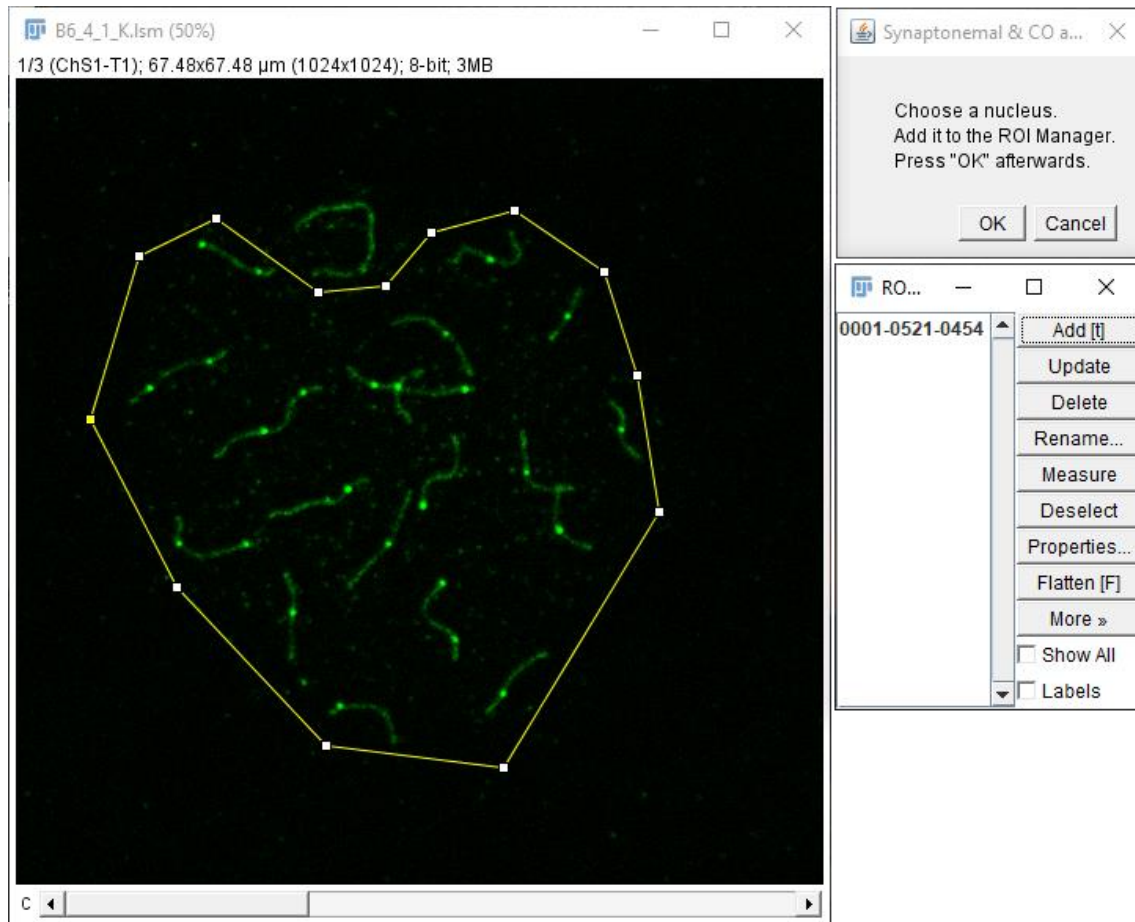 B6_4_1_K.lsm (50%)
1/3 (ChS1-T1); 67.48x67.48 µm (1024x1024); 8-bit; 3MB
C
Synaptonemal & CO a...
Choose a nucleus.
Add it to the ROI Manager.
Press "OK" afterwards.
OK
Cancel
RO...
0001-0521-0454
Add [t]
Update
Delete
Rename...
Measure
Deselect
Properties...
Flatten [F]
More »
Show All
Labels